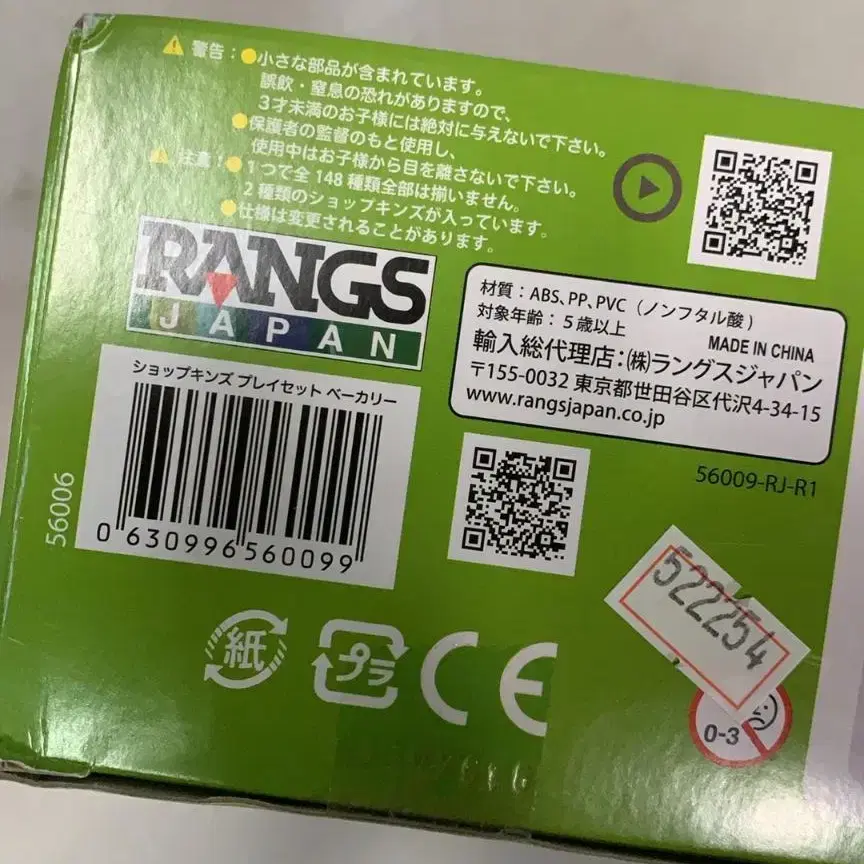 警告：●小さな部品が含まれています。
誤飲・窒息の恐れがありますので、
3才未満のお子様には絶対に与えないで下さい。
●保護者の監督のもと使用し、
使用中はお子様から目を離さないで下さい。
注意！●1つで全148種類全部は揃いません。
2種類のショップキンズが入っています。
●仕様は変更されることがあります。
RANGS
JAPAN
材質：ABS、PP、PVC（ノンフタル酸）
対象年齢：5歳以上
MADE IN CHINA
輸入総代理店：(株)ラングスジャパン
〒155-0032 東京都世田谷区代沢4-34-15
www.rangsjapan.co.jp
ショップキンズ プレイセット ベーカリー
0 630996 560099
56006
56009-RJ-R1
522254
紙
プラ
CE
0-3